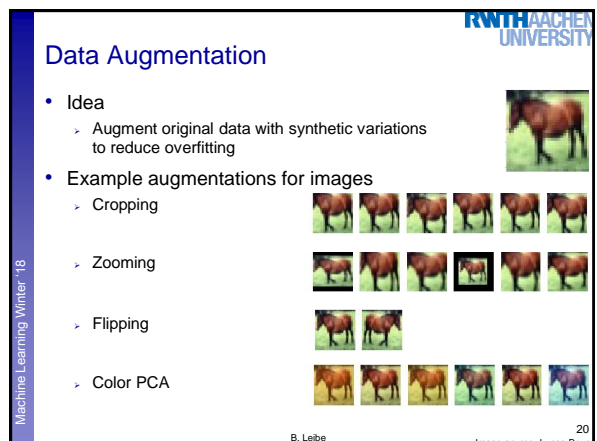 RWTHAACHEN
UNIVERSITY
Data Augmentation
• Idea
➢ Augment original data with synthetic variations
to reduce overfitting
• Example augmentations for images
➢ Cropping
➢ Zooming
➢ Flipping
➢ Color PCA
Machine Learning Winter '18
B. Leibe
20